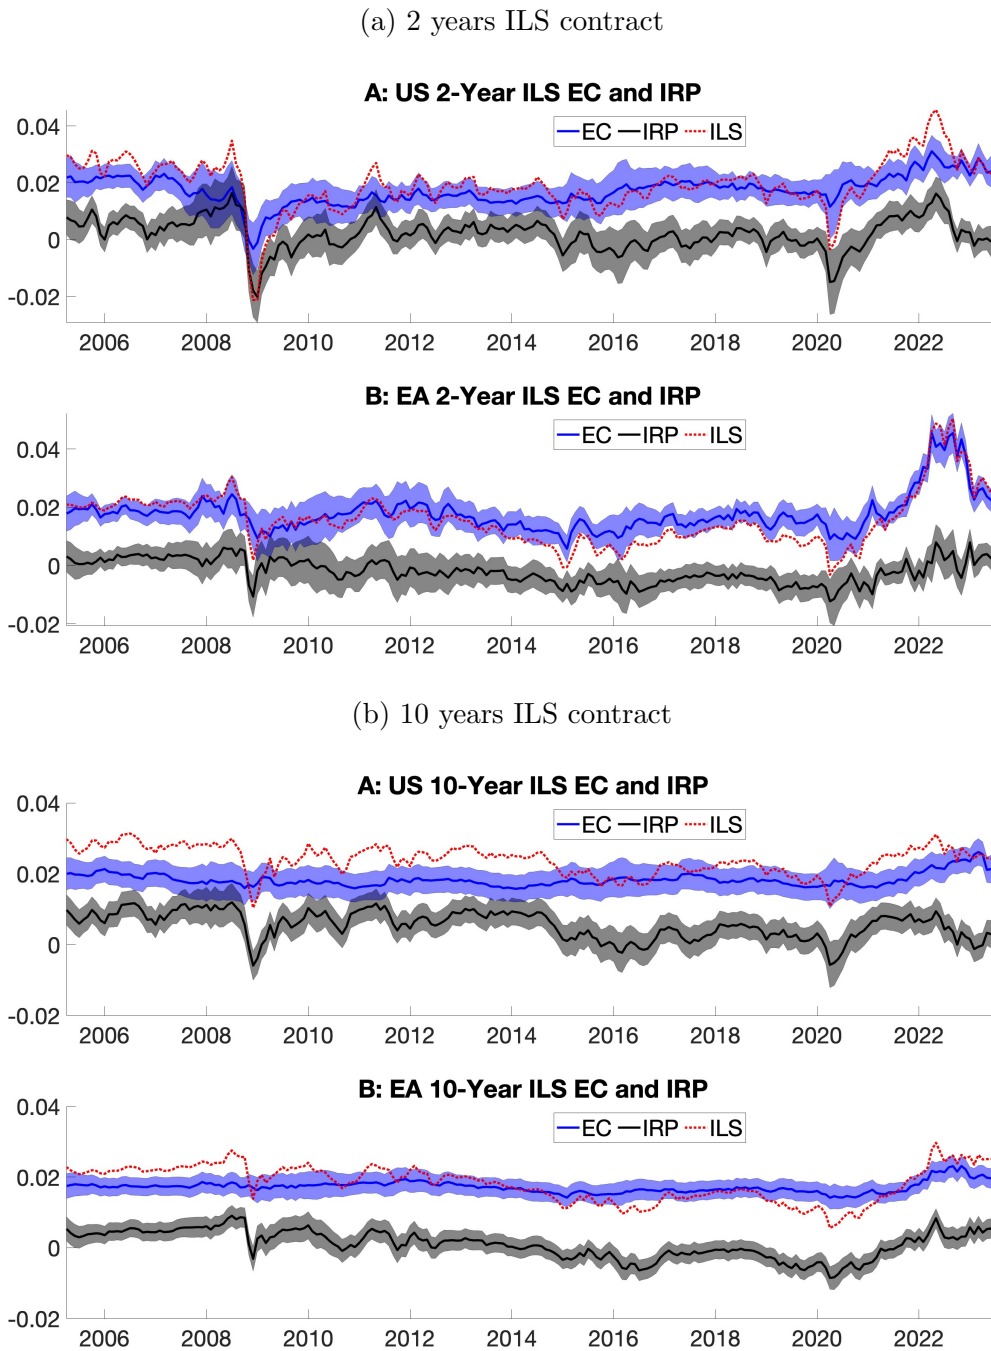 (a) 2 years ILS contract
A: US 2-Year ILS EC and IRP
EC IRP ILS
0.04
0.02
0
-0.02
2006 2008 2010 2012 2014 2016 2018 2020 2022
B: EA 2-Year ILS EC and IRP
EC IRP ILS
0.04
0.02
0
-0.02
2006 2008 2010 2012 2014 2016 2018 2020 2022
(b) 10 years ILS contract
A: US 10-Year ILS EC and IRP
EC IRP ILS
0.04
0.02
0
-0.02
2006 2008 2010 2012 2014 2016 2018 2020 2022
B: EA 10-Year ILS EC and IRP
EC IRP ILS
0.04
0.02
0
-0.02
2006 2008 2010 2012 2014 2016 2018 2020 2022